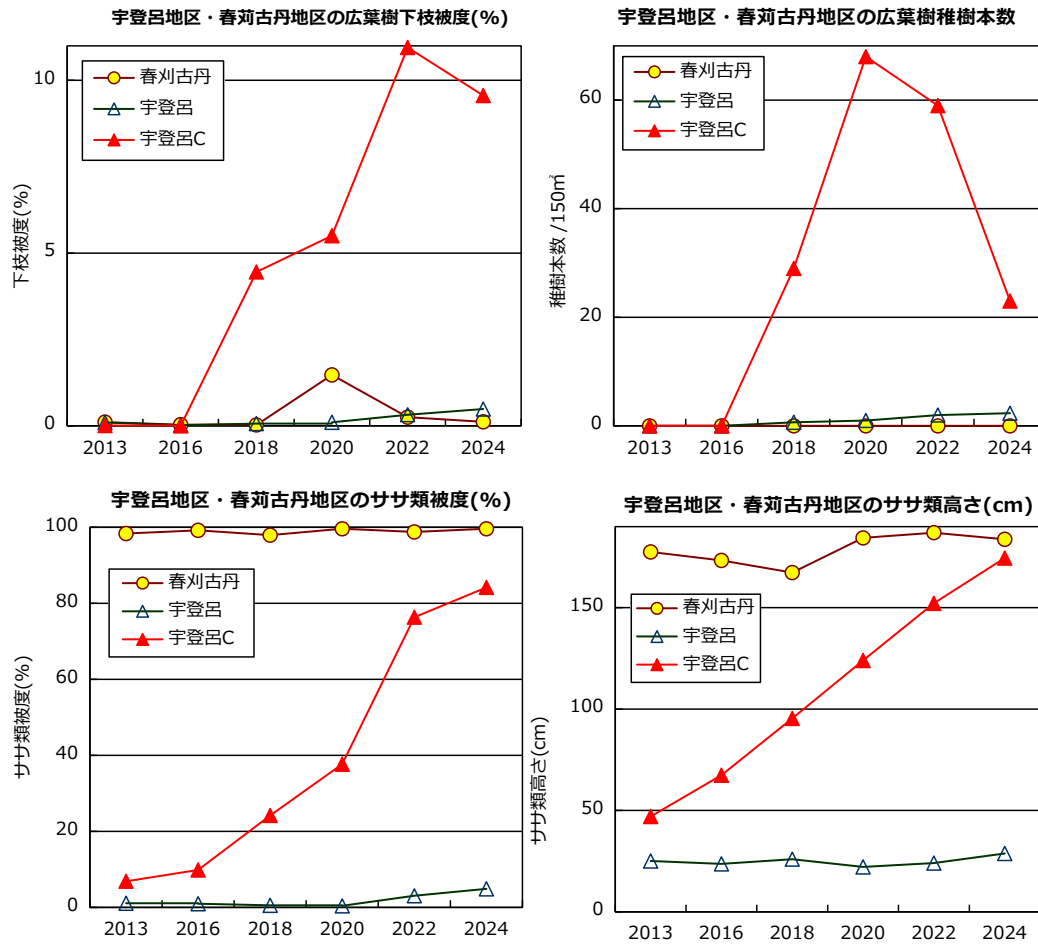 宇登呂地区・春苅古丹地区の広葉樹下枝被度(%)
下枝被度(%)
10
5
0
春苅古丹
宇登呂
宇登呂C
2013 2016 2018 2020 2022 2024
宇登呂地区・春苅古丹地区の広葉樹稚樹本数
稚樹本数 /150㎡
60
40
20
0
春苅古丹
宇登呂
宇登呂C
2013 2016 2018 2020 2022 2024
宇登呂地区・春苅古丹地区のササ類被度(%)
ササ類被度(%)
100
80
60
40
20
0
春苅古丹
宇登呂
宇登呂C
2013 2016 2018 2020 2022 2024
宇登呂地区・春苅古丹地区のササ類高さ(cm)
ササ類高さ(cm)
150
100
50
0
春苅古丹
宇登呂
宇登呂C
2013 2016 2018 2020 2022 2024